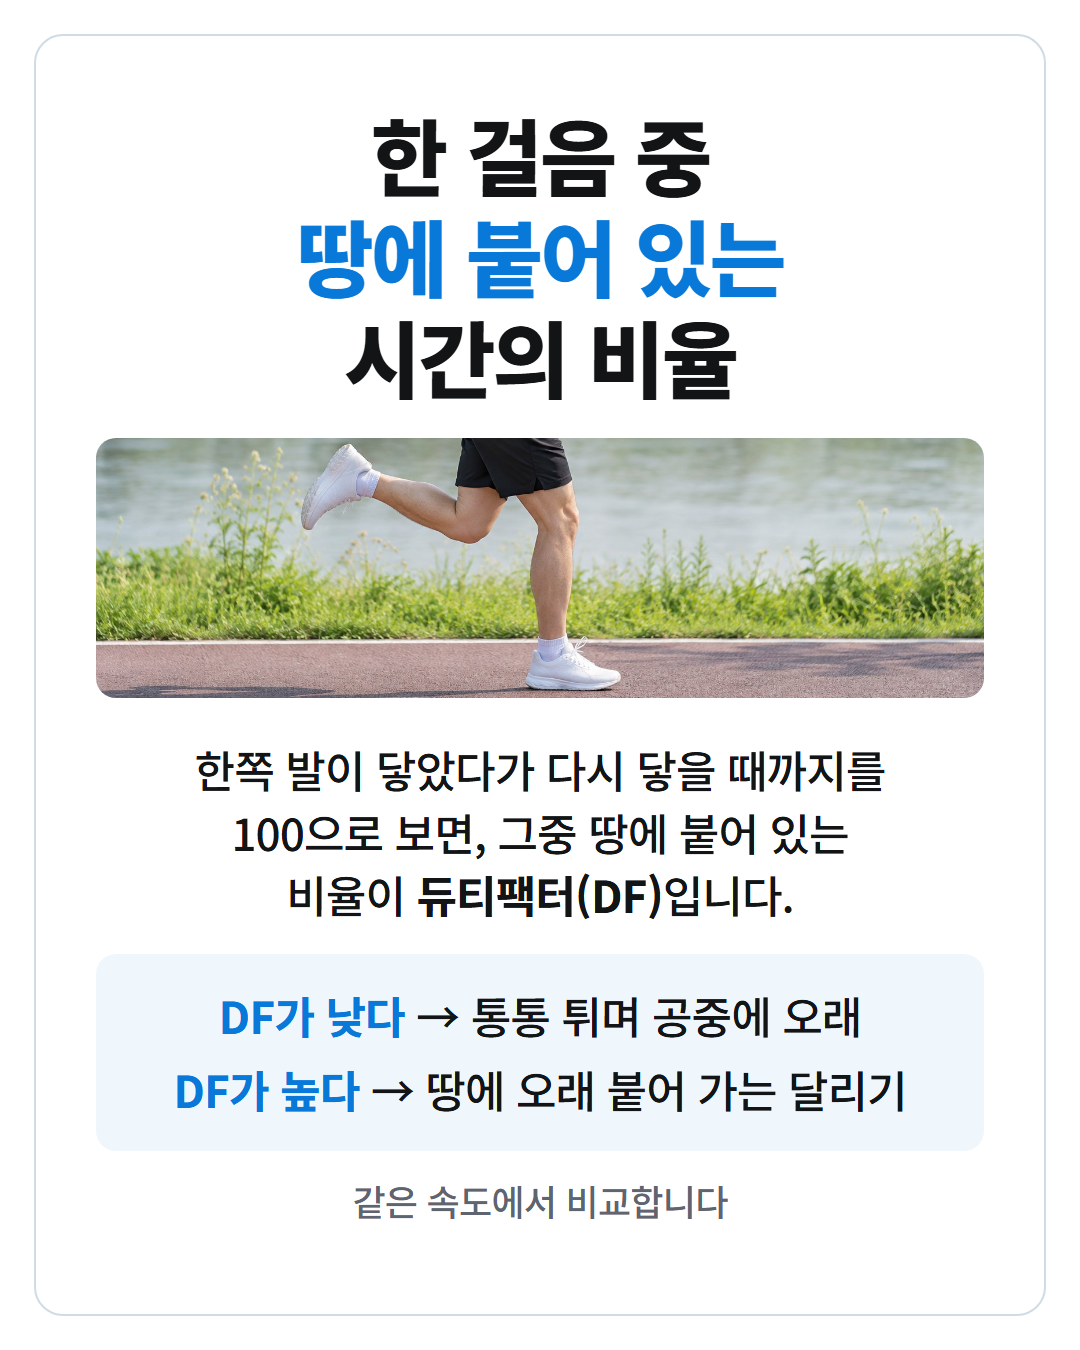 한 걸음 중
땅에 붙어 있는
시간의 비율
한쪽 발이 닿았다가 다시 닿을 때까지를
100으로 보면, 그중 땅에 붙어 있는
비율이 듀티팩터(DF)입니다.
DF가 낮다 → 통통 튀며 공중에 오래
DF가 높다 → 땅에 오래 붙어 가는 달리기
같은 속도에서 비교합니다